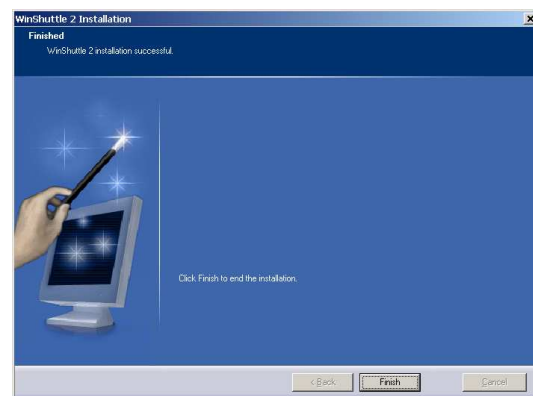 WinShuttle 2 Installation
Finished
WinShuttle 2 installation successful.
Click Finish to end the installation.
< Back
Finish
Cancel